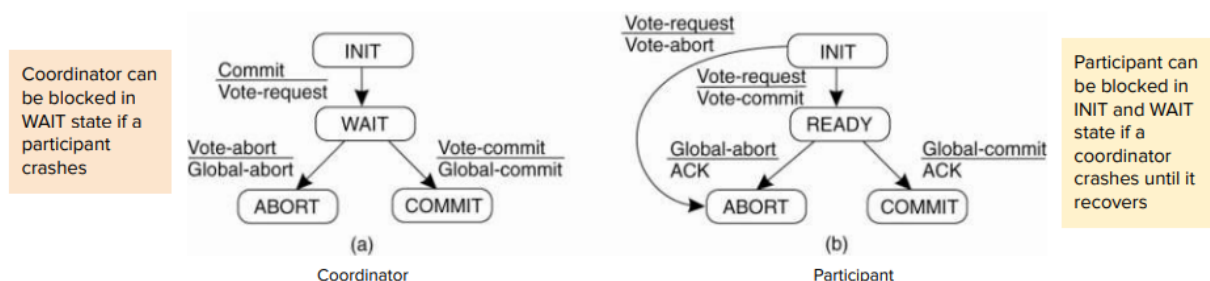 Coordinator can
be blocked in
WAIT state if a
participant
crashes
INIT
Commit
Vote-request
WAIT
Vote-abort
Global-abort
Vote-commit
Global-commit
ABORT
COMMIT
(a)
Coordinator
Vote-request
Vote-abort
INIT
Vote-request
Vote-commit
READY
Global-abort
ACK
Global-commit
ACK
ABORT
COMMIT
(b)
Participant
Participant can
be blocked in
INIT and WAIT
state if a
coordinator
crashes until it
recovers